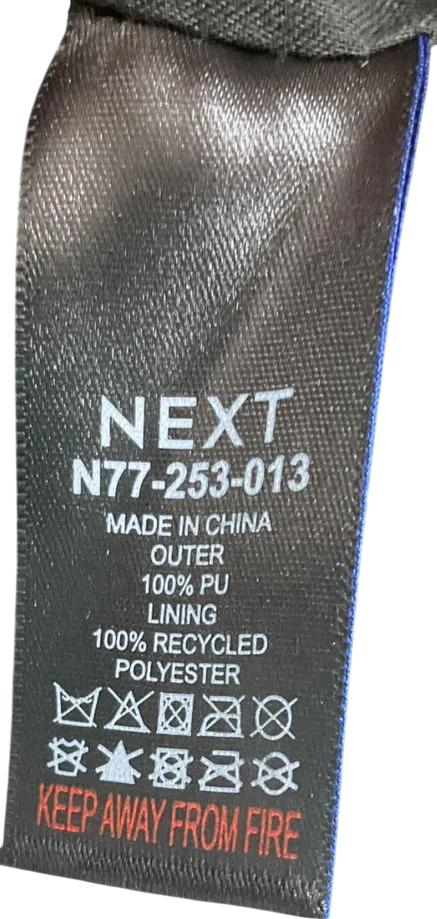 NEXT
N77-253-013
MADE IN CHINA
OUTER
100% PU
LINING
100% RECYCLED
POLYESTER
KEEP AWAY FROM FIRE